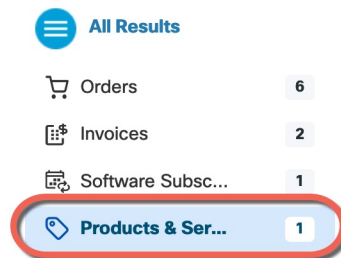 All Results
Orders 6
Invoices 2
Software Subsc... 1
Products & Ser... 1